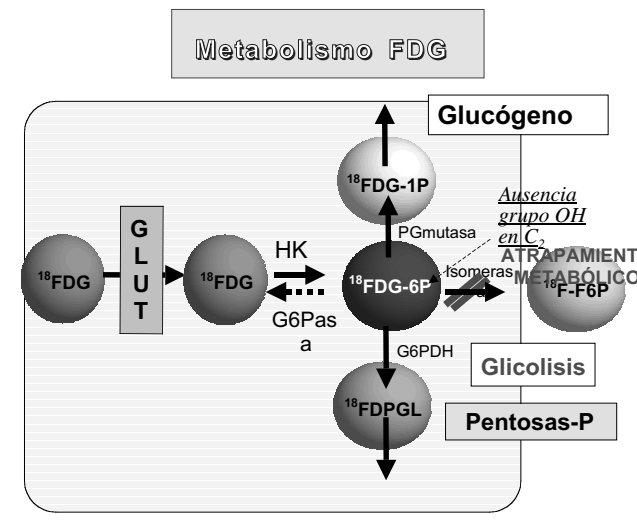 Metabolismo FDG
Glucógeno
18FDG-1P
Ausencia
grupo OH
en C2
PGmutasa
ATRAPAMIENT
METABÓLICO
G
L
U
T
18FDG
18FDG
HK
18FDG-6P
Isomeras
18F-F6P
G6Pas
a
G6PDH
Glicolisis
18FDPGL
Pentosas-P